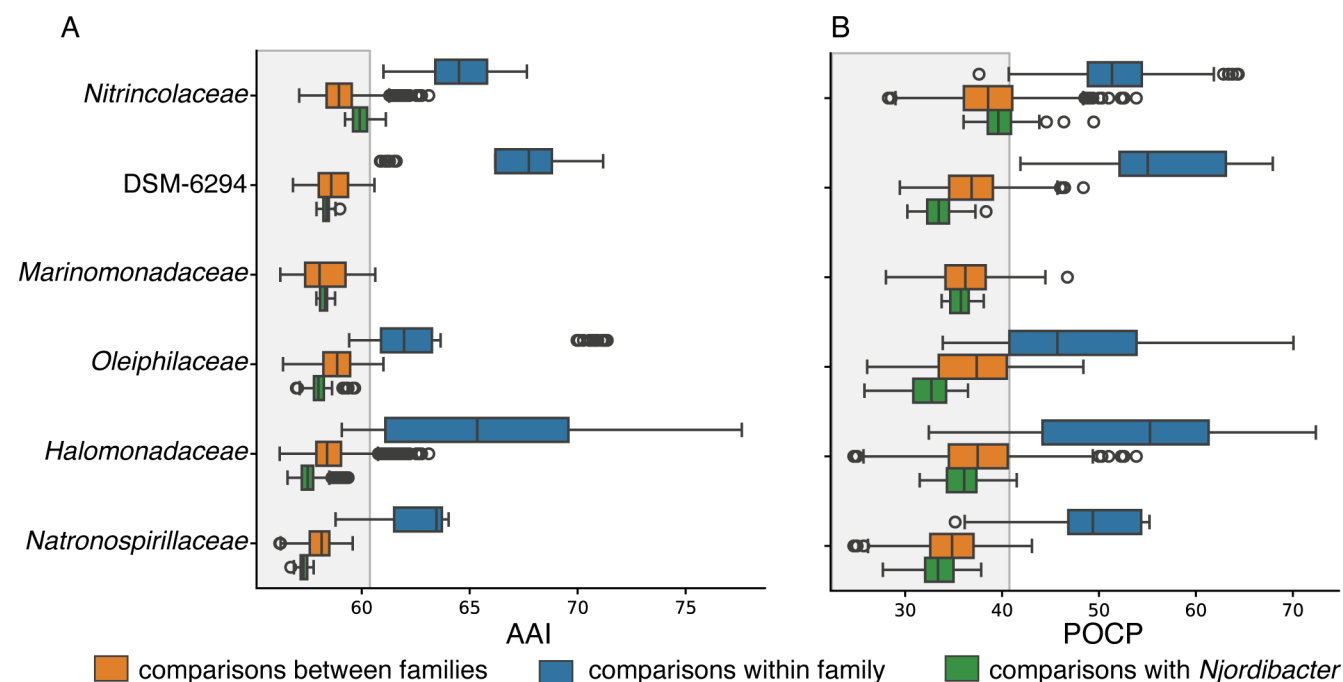 A
B
Nitrincolaceae
DSM-6294
Marinomonadaceae
Oleiphilaceae
Halomonadaceae
Natronospirillaceae
60 65 70 75
30 40 50 60 70
AAI
POCP
comparisons between families
comparisons within family
comparisons with Njordibacter